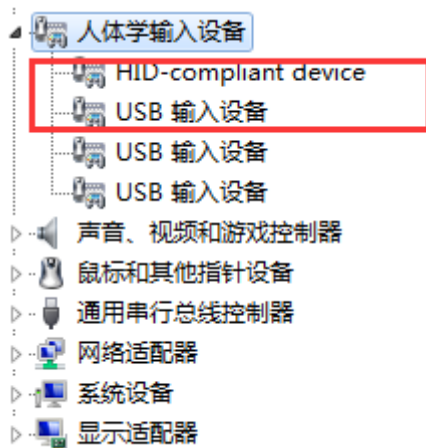 人体学输入设备
HID-compliant device
USB 输入设备
USB 输入设备
USB 输入设备
声音、视频和游戏控制器
鼠标和其他指针设备
通用串行总线控制器
网络适配器
系统设备
显示适配器